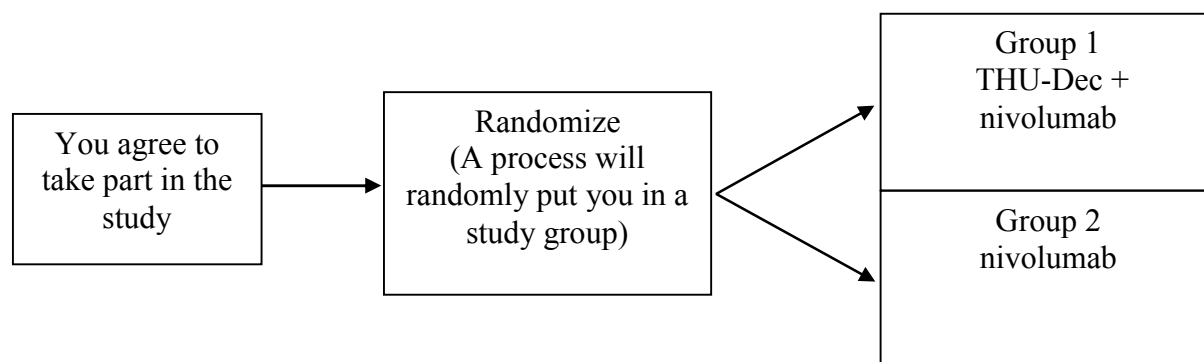 You agree to
take part in the
study
Randomize
(A process will
randomly put you in a
study group)
Group 1
THU-Dec +
nivolumab
Group 2
nivolumab